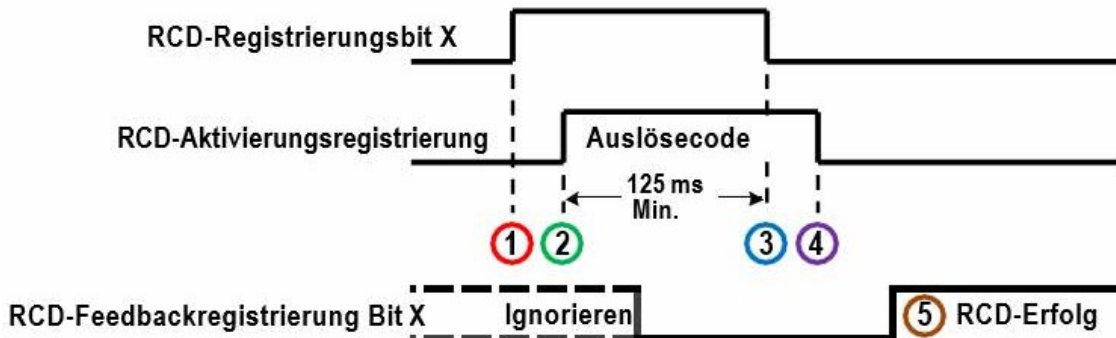 RCD-Registrierungsbit X
RCD-Aktivierungsregistrierung
Auslösecode
125 ms
Min.
1
2
3
4
RCD-Feedbackregistrierung Bit X
Ignorieren
5
RCD-Erfolg